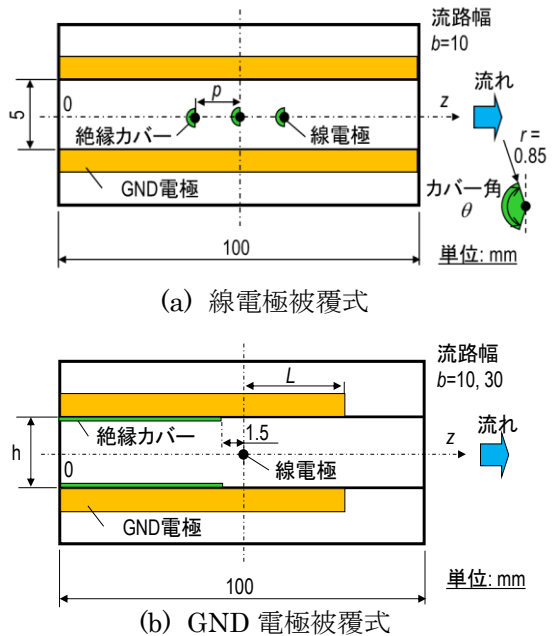 流路幅
b=10
流れ
p
0
z
5
絶縁カバー
線電極
r =
0.85
カバー角
θ
GND電極
100
単位: mm
(a) 線電極被覆式
流路幅
b=10, 30
L
流れ
絶縁カバー
1.5
z
h
0
線電極
GND電極
100
単位: mm
(b) GND 電極被覆式